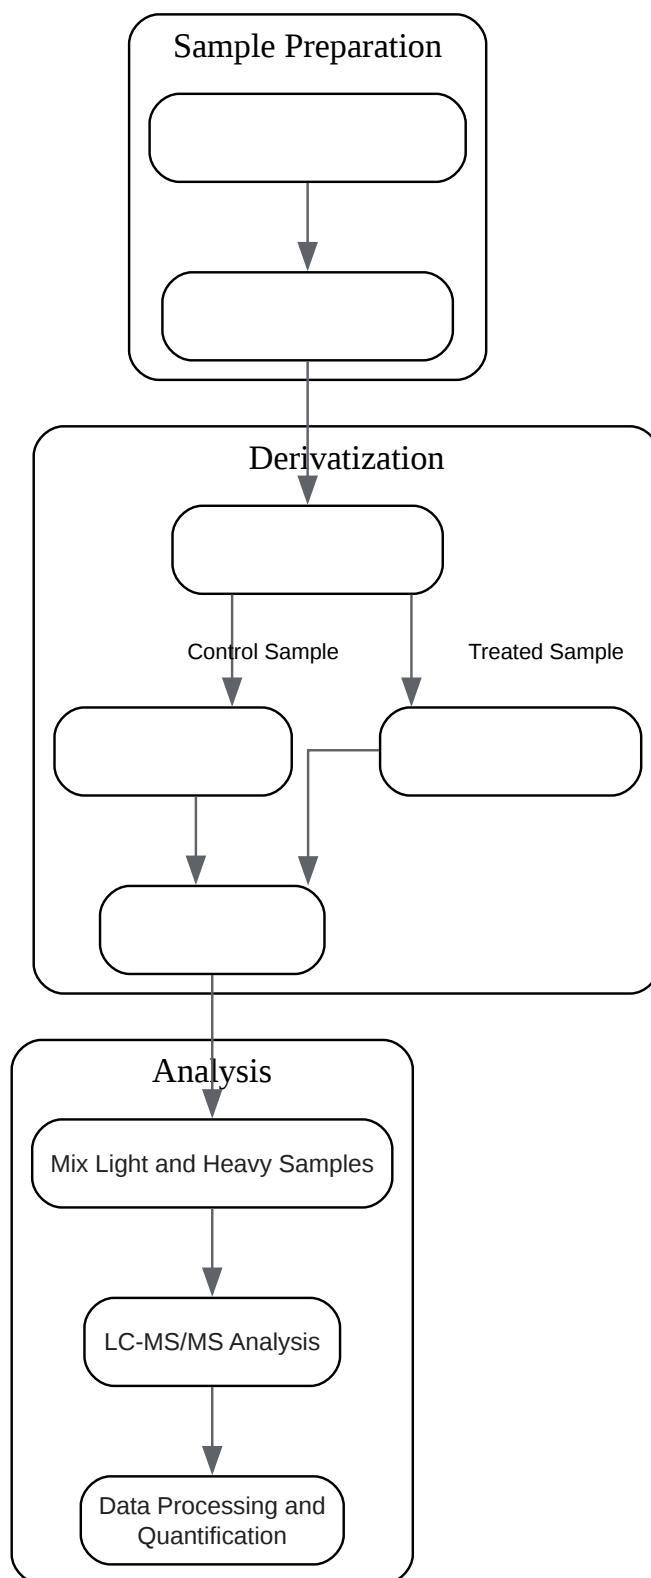 Sample Preparation
Derivatization
Control Sample
Treated Sample
Analysis
Mix Light and Heavy Samples
LC-MS/MS Analysis
Data Processing and
Quantification